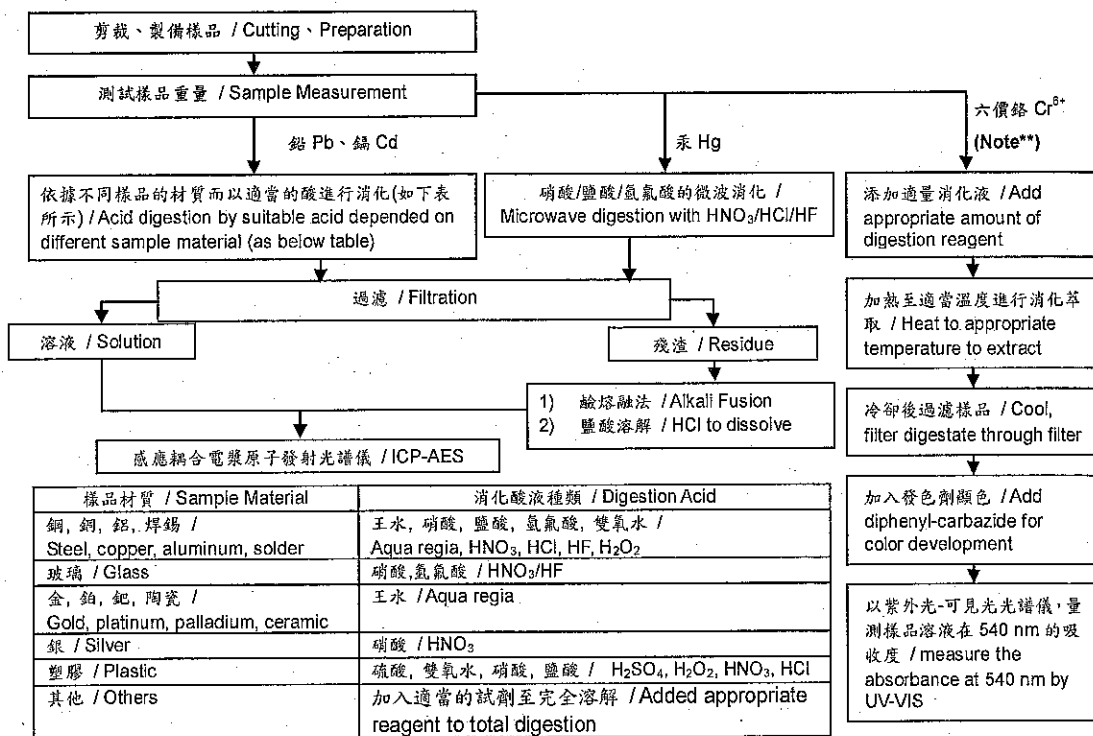 剪裁、製備樣品 / Cutting、Preparation
測試樣品重量 / Sample Measurement
鉛 Pb、鎘 Cd
汞 Hg
六價鉻 Cr⁶⁺
(Note**)
依據不同樣品的材質而以適當的酸進行消化(如下表
所示) / Acid digestion by suitable acid depended on
different sample material (as below table)
硝酸/鹽酸/氫氟酸的微波消化 /
Microwave digestion with HNO₃/HCl/HF
添加適量消化液 / Add
appropriate amount of
digestion reagent
過濾 / Filtration
溶液 / Solution
殘渣 / Residue
加熱至適當溫度進行消化萃
取 / Heat to appropriate
temperature to extract
1) 鹼熔融法 / Alkali Fusion
2) 鹽酸溶解 / HCl to dissolve
冷卻後過濾樣品 / Cool,
filter digestate through filter
感應耦合電漿原子發射光譜儀 / ICP-AES
加入發色劑顯色 / Add
diphenyl-carbazide for
color development
以紫外光-可見光光譜儀,量
測樣品溶液在 540 nm 的吸
收度 / measure the
absorbance at 540 nm by
UV-VIS
樣品材質 / Sample Material
消化酸液種類 / Digestion Acid
鋼, 銅, 鋁, 焊錫 /
Steel, copper, aluminum, solder
王水, 硝酸, 鹽酸, 氫氟酸, 雙氧水 /
Aqua regia, HNO₃, HCl, HF, H₂O₂
玻璃 / Glass
硝酸,氫氟酸 / HNO₃/HF
金, 鉑, 鈀, 陶瓷 /
Gold, platinum, palladium, ceramic
王水 / Aqua regia
銀 / Silver
硝酸 / HNO₃
塑膠 / Plastic
硫酸, 雙氧水, 硝酸, 鹽酸 / H₂SO₄, H₂O₂, HNO₃, HCl
其他 / Others
加入適當的試劑至完全溶解 / Added appropriate
reagent to total digestion